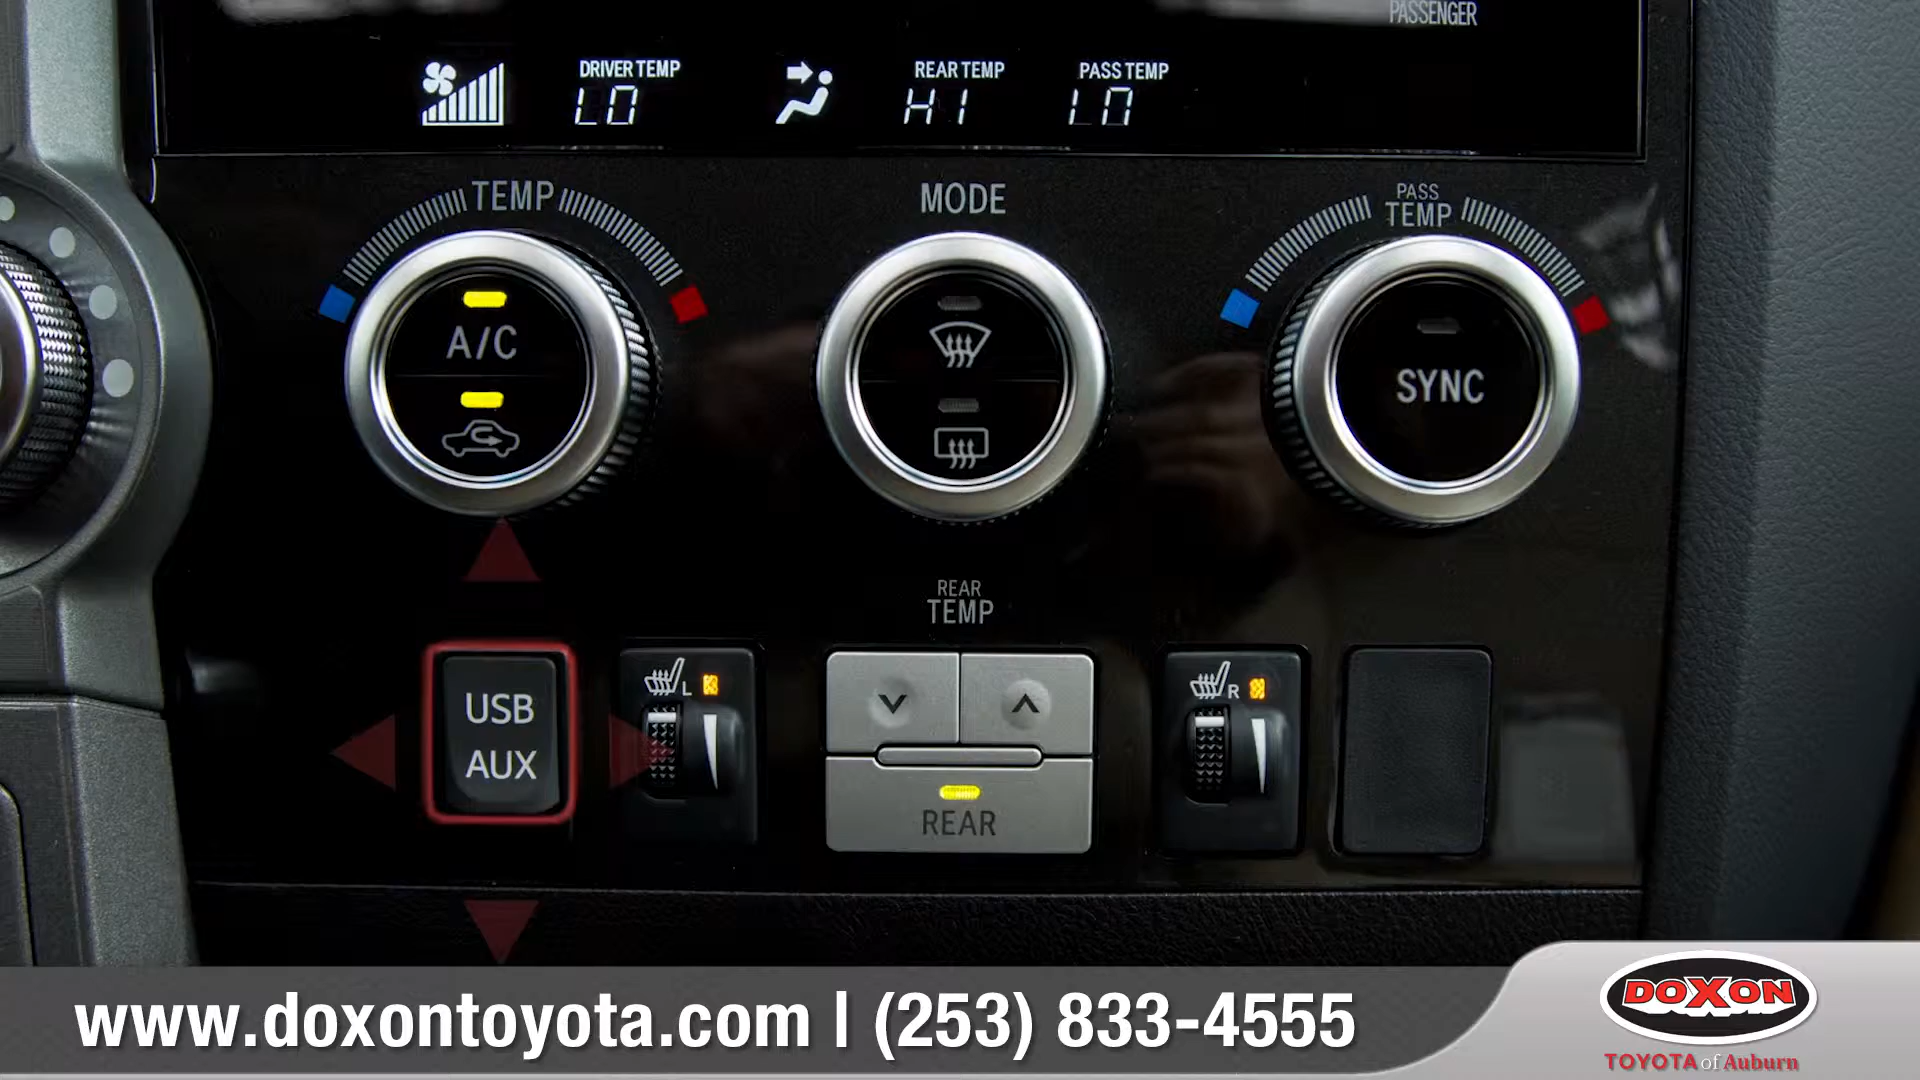 PASSENGER
DRIVER TEMP
REAR TEMP
PASS TEMP
LO
HI
LO
TEMP
MODE
PASS
TEMP
A/C
SYNC
REAR
TEMP
USB
AUX
L
R
REAR
www.doxontoyota.com | (253) 833-4555
DOXON
TOYOTA of Auburn